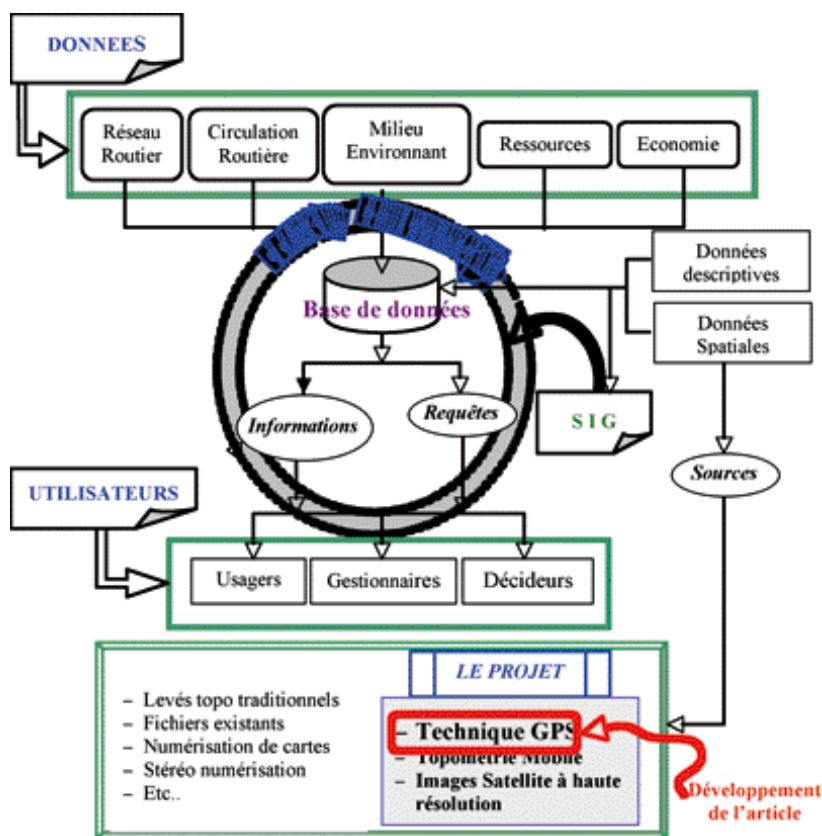 DONNEES
Réseau
Routier
Circulation
Routière
Milieu
Environnant
Ressources
Economie
Données
descriptives
Données
Spatiales
Base de données
Informations
Requêtes
S I G
Sources
UTILISATEURS
Usagers
Gestionnaires
Décideurs
LE PROJET
– Levés topo traditionnels
– Fichiers existants
– Numérisation de cartes
– Stéréo numérisation
– Etc..
– Technique GPS
– Topométrie Mobile
– Images Satellite à haute
résolution
Développement
de l'article